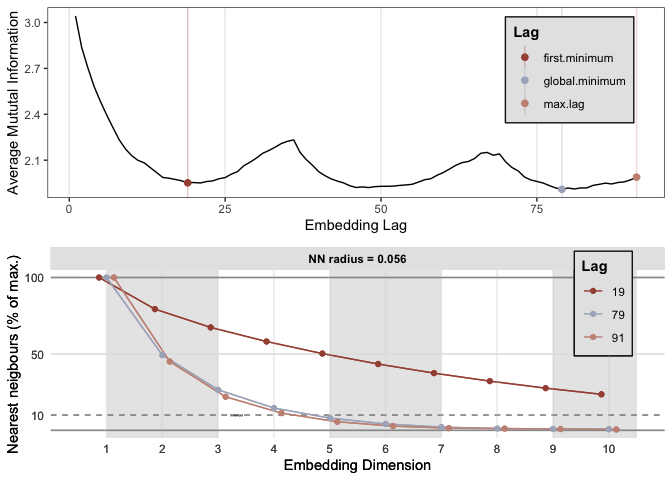 Average Mututal Information
3.0
2.7
2.4
2.1
0
25
50
75
Embedding Lag
Lag
first.minimum
global.minimum
max.lag
NN radius = 0.056
Nearest neigbours (% of max.)
100
50
10
1
2
3
4
5
6
7
8
9
10
Embedding Dimension
Lag
19
79
91